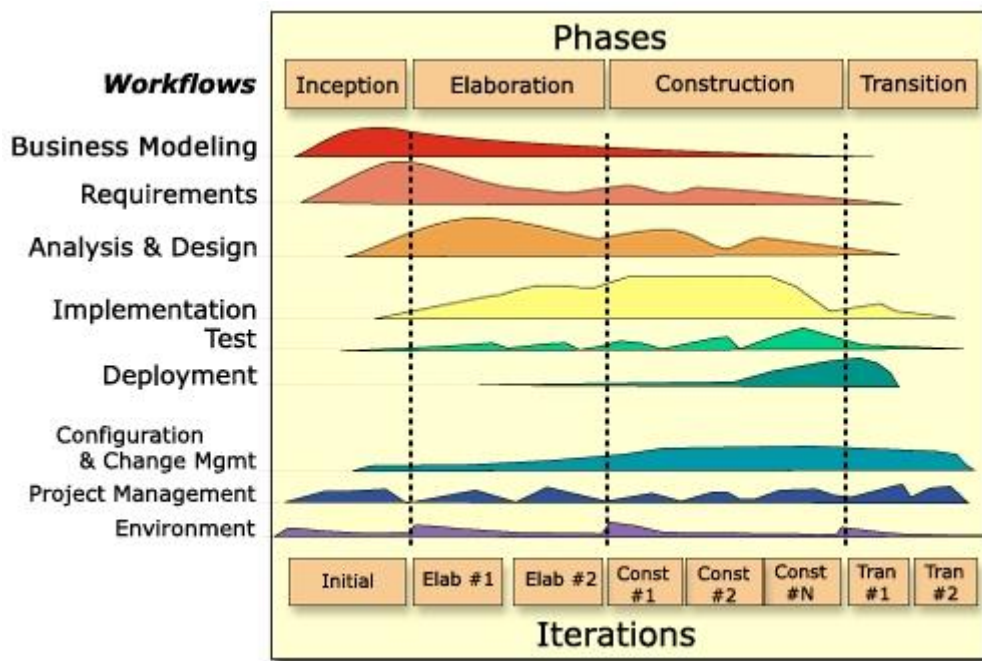 Phases
Workflows
Inception
Elaboration
Construction
Transition
Business Modeling
Requirements
Analysis & Design
Implementation
Test
Deployment
Configuration
& Change Mgmt
Project Management
Environment
Initial
Elab #1
Elab #2
Const
#1
Const
#2
Const
#N
Tran
#1
Tran
#2
Iterations